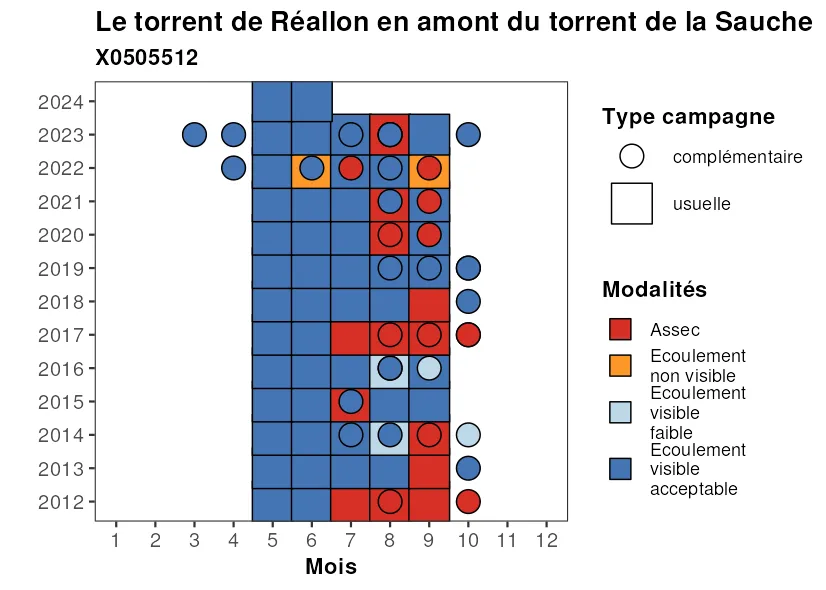 Le torrent de Réallon en amont du torrent de la Sauche
X0505512
2024
2023
2022
2021
2020
2019
2018
2017
2016
2015
2014
2013
2012
1 2 3 4 5 6 7 8 9 10 11 12
Mois
Type campagne
complémentaire
usuelle
Modalités
Assec
Ecoulement
non visible
Ecoulement
visible
faible
Ecoulement
visible
acceptable